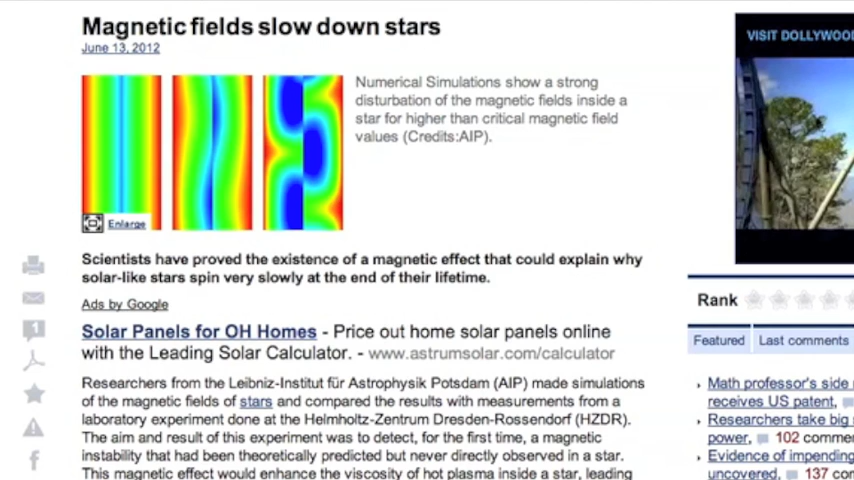 Magnetic fields slow down stars
June 13, 2012
VISIT DOLLYWOOD
Numerical Simulations show a strong
disturbation of the magnetic fields inside a
star for higher than critical magnetic field
values (Credits:AIP).
Enlarge
Scientists have proved the existence of a magnetic effect that could explain why
solar-like stars spin very slowly at the end of their lifetime.
Ads by Google
Solar Panels for OH Homes - Price out home solar panels online
with the Leading Solar Calculator. - www.astrumsolar.com/calculator
Researchers from the Leibniz-Institut für Astrophysik Potsdam (AIP) made simulations
of the magnetic fields of stars and compared the results with measurements from a
laboratory experiment done at the Helmholtz-Zentrum Dresden-Rossendorf (HZDR).
The aim and result of this experiment was to detect, for the first time, a magnetic
instability that had been theoretically predicted but never directly observed in a star.
This magnetic effect would enhance the viscosity of hot plasma inside a star, leading
1
f
Rank
Featured
Last comments
Math professor's side
receives US patent,
Researchers take big
power, 102 comme
Evidence of impending
uncovered, 137 con